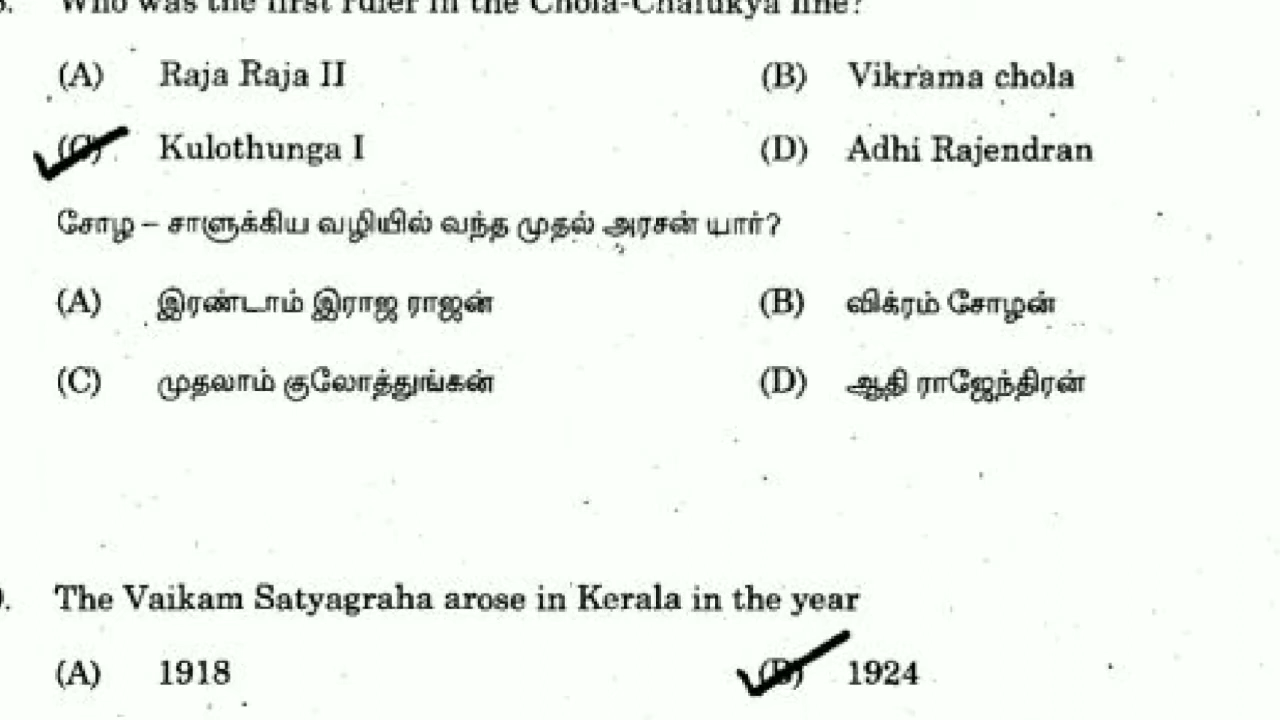 Who was the first ruler in the Chola-Chalukya line?
(A) Raja Raja II (B) Vikrama chola
(C) Kulothunga I (D) Adhi Rajendran
சோழ – சாளுக்கிய வழியில் வந்த முதல் அரசன் யார்?
(A) இரண்டாம் இராஜ ராஜன் (B) விக்ரம் சோழன்
(C) முதலாம் குலோத்துங்கன் (D) ஆதி ராஜேந்திரன்
The Vaikam Satyagraha arose in Kerala in the year
(A) 1918 (B) 1924